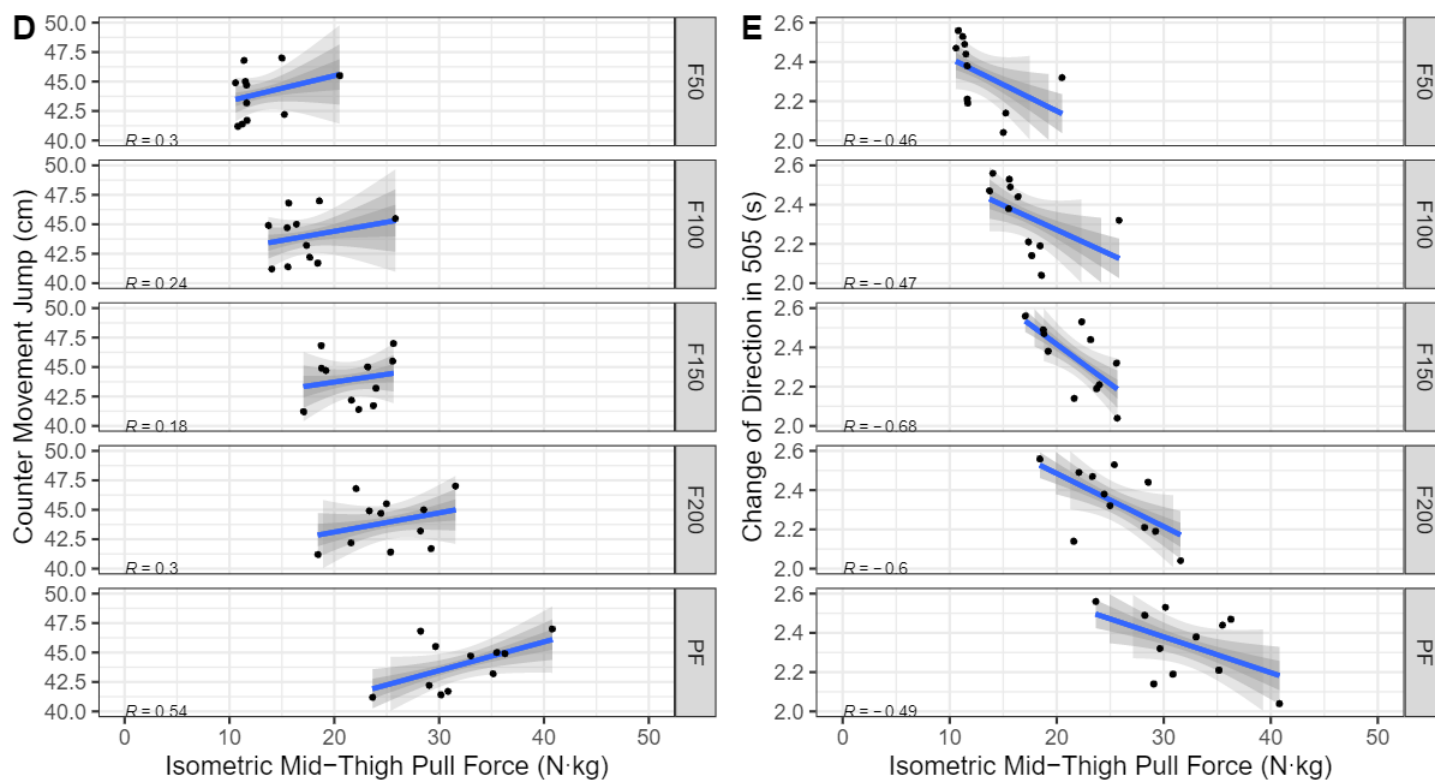 D
Counter Movement Jump (cm)
50.0
47.5
45.0
42.5
40.0
R = 0.3
F50
50.0
47.5
45.0
42.5
40.0
R = 0.24
F100
50.0
47.5
45.0
42.5
40.0
R = 0.18
F150
50.0
47.5
45.0
42.5
40.0
R = 0.3
F200
50.0
47.5
45.0
42.5
40.0
R = 0.54
PF
0 10 20 30 40 50
Isometric Mid−Thigh Pull Force (N·kg)
E
Change of Direction in 505 (s)
2.6
2.4
2.2
2.0
R = −0.46
F50
2.6
2.4
2.2
2.0
R = −0.47
F100
2.6
2.4
2.2
2.0
R = −0.68
F150
2.6
2.4
2.2
2.0
R = −0.6
F200
2.6
2.4
2.2
2.0
R = −0.49
PF
0 10 20 30 40 50
Isometric Mid−Thigh Pull Force (N·kg)